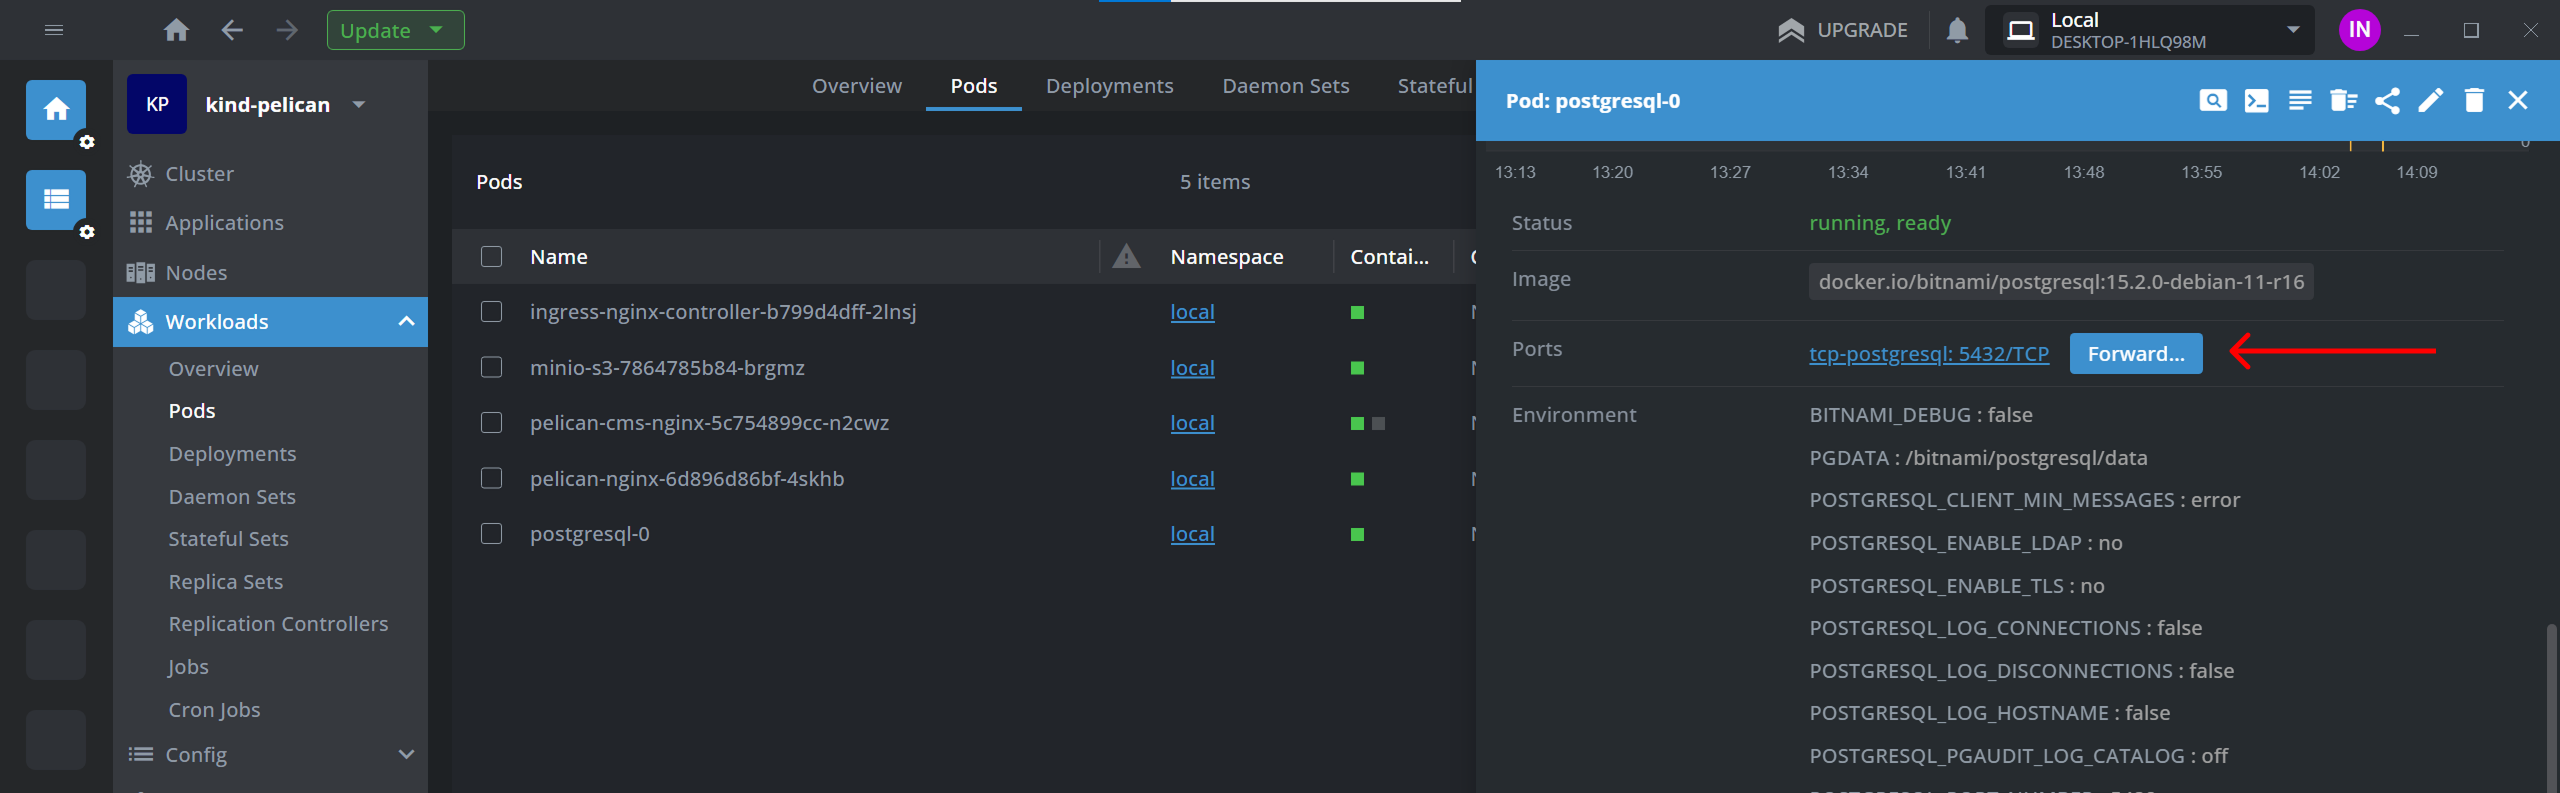 Update
UPGRADE
Local
DESKTOP-1HLQ98M
IN
KP
kind-pelican
Cluster
Applications
Nodes
Workloads
Overview
Pods
Deployments
Daemon Sets
Stateful Sets
Replica Sets
Replication Controllers
Jobs
Cron Jobs
Config
Overview
Pods
Deployments
Daemon Sets
Stateful
Pods
5 items
Name
Namespace
Contai...
ingress-nginx-controller-b799d4dff-2lnsj
local
minio-s3-7864785b84-brgmz
local
pelican-cms-nginx-5c754899cc-n2cwz
local
pelican-nginx-6d896d86bf-4skhb
local
postgresql-0
local
Pod: postgresql-0
0
13:13 13:20 13:27 13:34 13:41 13:48 13:55 14:02 14:09
Status
running, ready
Image
docker.io/bitnami/postgresql:15.2.0-debian-11-r16
Ports
tcp-postgresql: 5432/TCP
Forward...
Environment
BITNAMI_DEBUG : false
PGDATA : /bitnami/postgresql/data
POSTGRESQL_CLIENT_MIN_MESSAGES : error
POSTGRESQL_ENABLE_LDAP : no
POSTGRESQL_ENABLE_TLS : no
POSTGRESQL_LOG_CONNECTIONS : false
POSTGRESQL_LOG_DISCONNECTIONS : false
POSTGRESQL_LOG_HOSTNAME : false
POSTGRESQL_PGAUDIT_LOG_CATALOG : off